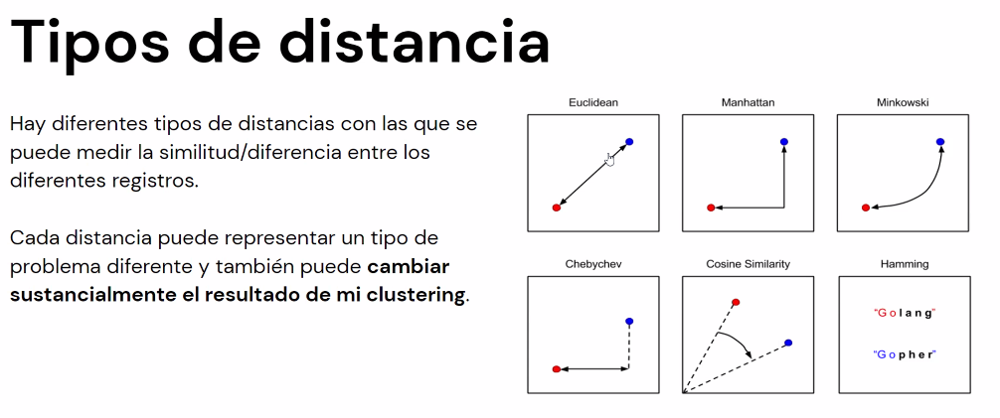 Tipos de distancia
Hay diferentes tipos de distancias con las que se
puede medir la similitud/diferencia entre los
diferentes registros.
Cada distancia puede representar un tipo de
problema diferente y también puede cambiar
sustancialmente el resultado de mi clustering.
Euclidean
Manhattan
Minkowski
Chebychev
Cosine Similarity
Hamming
"Golang"
"Gopher"